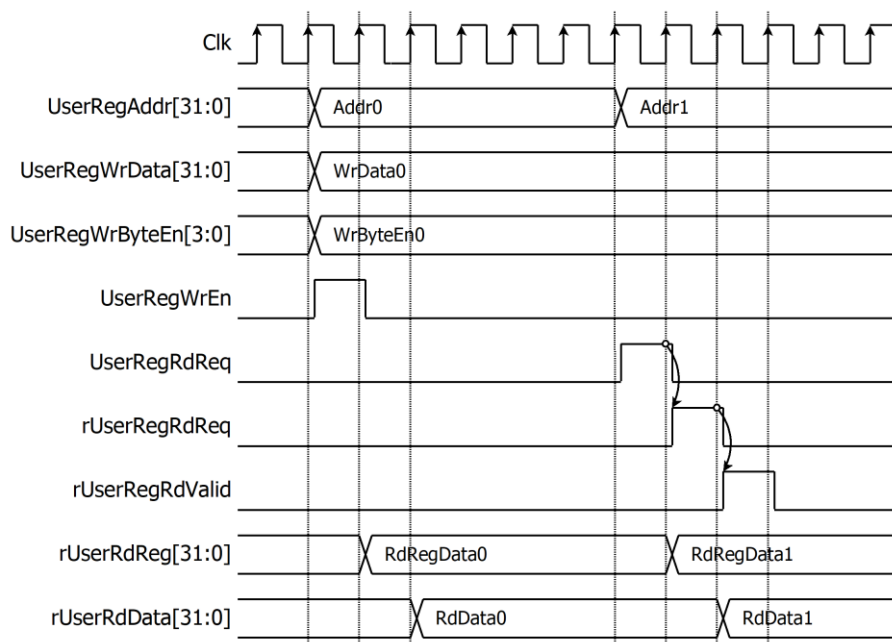 Clk
UserRegAddr[31:0] Addr0 Addr1
UserRegWrData[31:0] WrData0
UserRegWrByteEn[3:0] WrByteEn0
UserRegWrEn
UserRegRdReq
rUserRegRdReq
rUserRegRdValid
rUserRdReg[31:0] RdRegData0 RdRegData1
rUserRdData[31:0] RdData0 RdData1